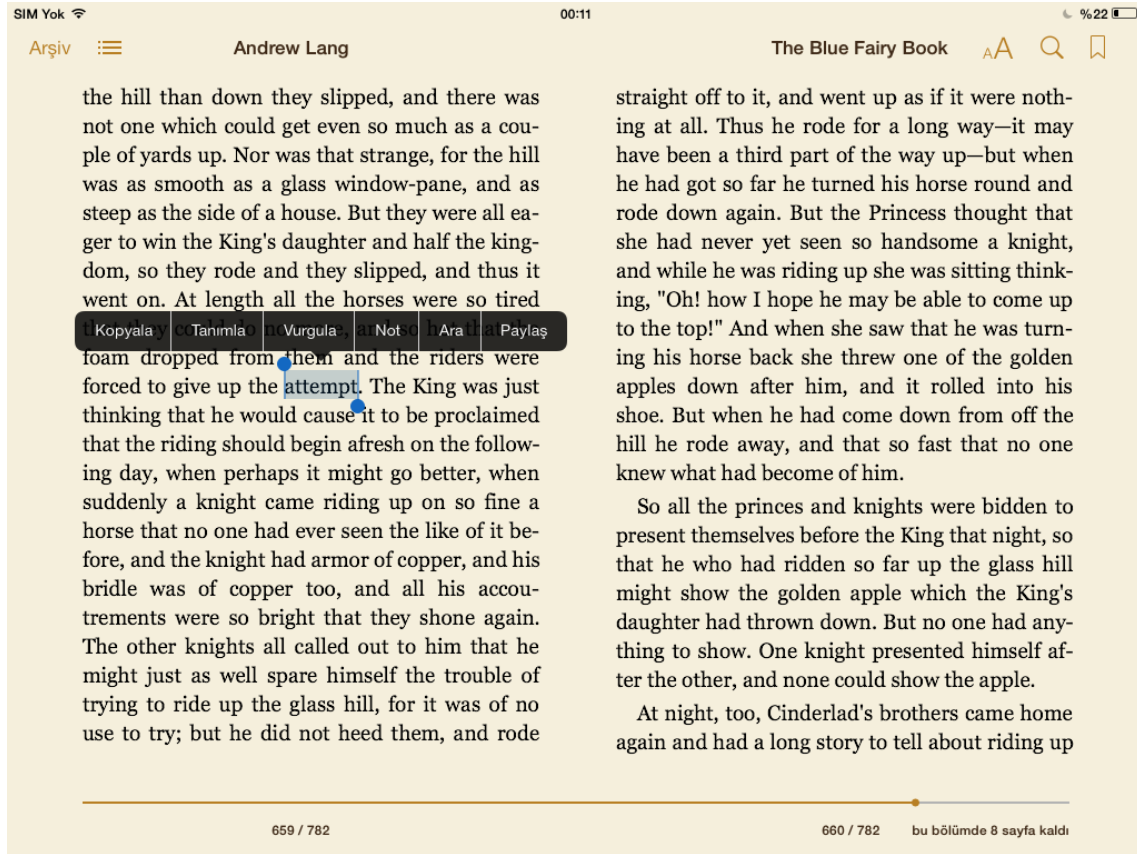 SIM Yok 00:11 %22
Arşiv Andrew Lang The Blue Fairy Book AA
the hill than down they slipped, and there was
not one which could get even so much as a cou-
ple of yards up. Nor was that strange, for the hill
was as smooth as a glass window-pane, and as
steep as the side of a house. But they were all ea-
ger to win the King's daughter and half the king-
dom, so they rode and they slipped, and thus it
went on. At length all the horses were so tired
that they could do no more, and so hot that the
Kopyala Tanımla Vurgula Not Ara Paylaş
foam dropped from them and the riders were
forced to give up the attempt. The King was just
thinking that he would cause it to be proclaimed
that the riding should begin afresh on the follow-
ing day, when perhaps it might go better, when
suddenly a knight came riding up on so fine a
horse that no one had ever seen the like of it be-
fore, and the knight had armor of copper, and his
bridle was of copper too, and all his accou-
trements were so bright that they shone again.
The other knights all called out to him that he
might just as well spare himself the trouble of
trying to ride up the glass hill, for it was of no
use to try; but he did not heed them, and rode
straight off to it, and went up as if it were noth-
ing at all. Thus he rode for a long way—it may
have been a third part of the way up—but when
he had got so far he turned his horse round and
rode down again. But the Princess thought that
she had never yet seen so handsome a knight,
and while he was riding up she was sitting think-
ing, "Oh! how I hope he may be able to come up
to the top!" And when she saw that he was turn-
ing his horse back she threw one of the golden
apples down after him, and it rolled into his
shoe. But when he had come down from off the
hill he rode away, and that so fast that no one
knew what had become of him.
So all the princes and knights were bidden to
present themselves before the King that night, so
that he who had ridden so far up the glass hill
might show the golden apple which the King's
daughter had thrown down. But no one had any-
thing to show. One knight presented himself af-
ter the other, and none could show the apple.
At night, too, Cinderlad's brothers came home
again and had a long story to tell about riding up
659 / 782
660 / 782 bu bölümde 8 sayfa kaldı